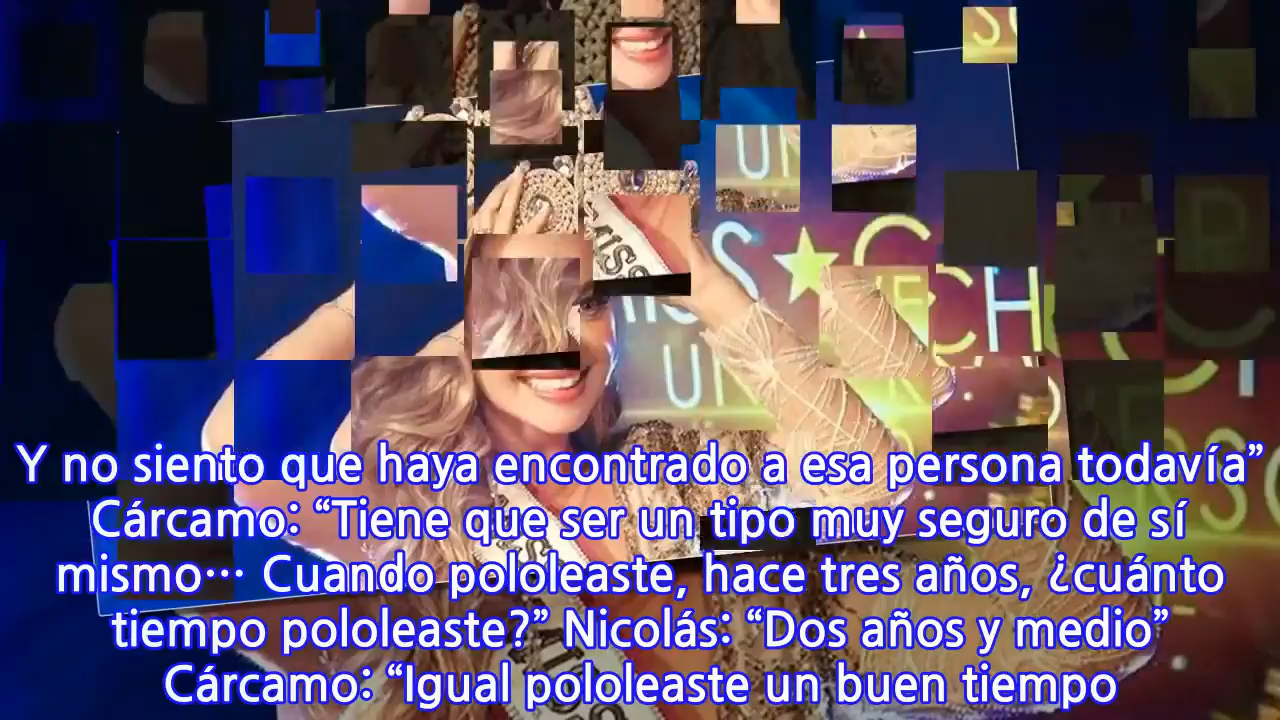 Y no siento que haya encontrado a esa persona todavía”
Cárcamo: “Tiene que ser un tipo muy seguro de sí
mismo… Cuando pololeaste, hace tres años, ¿cuánto
tiempo pololeaste?” Nicolás: “Dos años y medio”
Cárcamo: “Igual pololeaste un buen tiempo